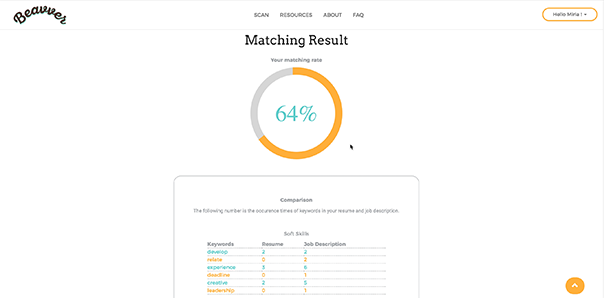 Beavver
SCAN RESOURCES ABOUT FAQ Hello Mina !
Matching Result
Your matching rate
64%
Comparison
The following number is the occurence times of keywords in your resume and job description.
Soft Skills
Keywords Resume Job Description
develop 2 2
relate 0 2
experience 3 6
deadline 0 1
creative 2 5
leadership 0 1